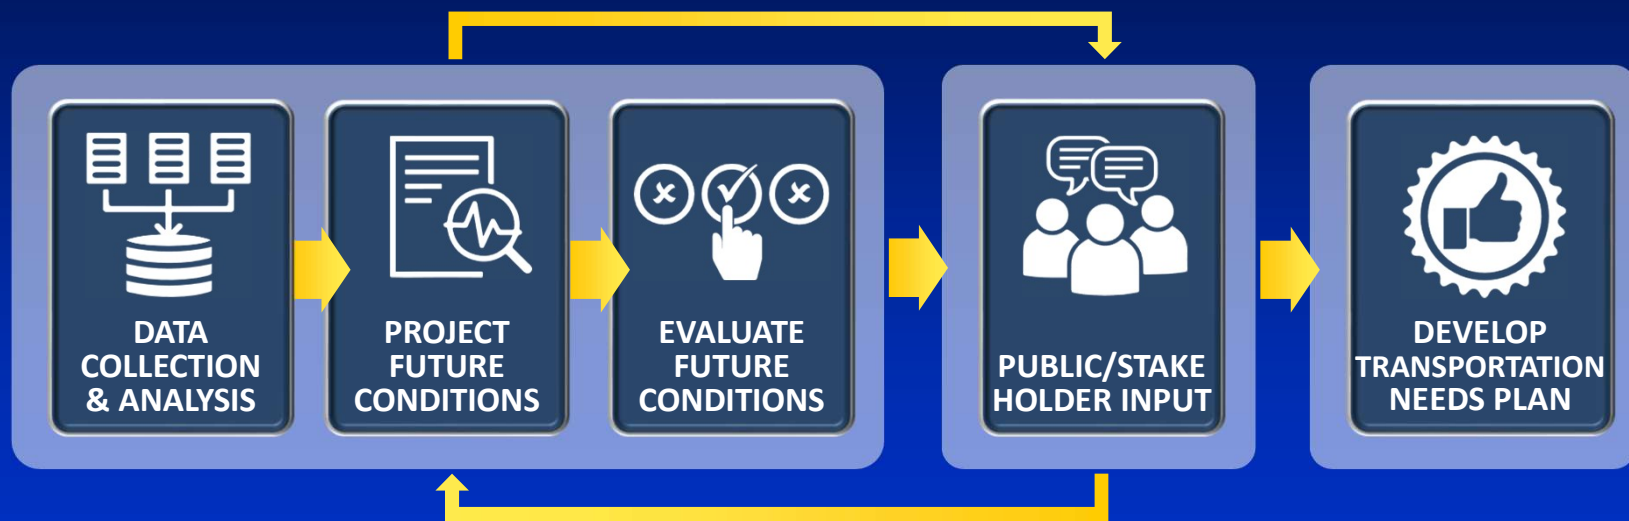 DATA
COLLECTION
& ANALYSIS
PROJECT
FUTURE
CONDITIONS
EVALUATE
FUTURE
CONDITIONS
PUBLIC/STAKE
HOLDER INPUT
DEVELOP
TRANSPORTATION
NEEDS PLAN